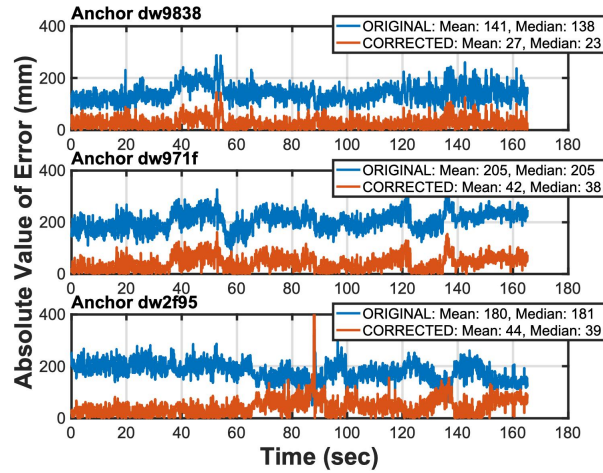 Anchor dw9838
ORIGINAL: Mean: 141, Median: 138
CORRECTED: Mean: 27, Median: 23
400
200
0
0 20 40 60 80 100 120 140 160 180
Anchor dw971f
ORIGINAL: Mean: 205, Median: 205
CORRECTED: Mean: 42, Median: 38
400
200
0
0 20 40 60 80 100 120 140 160 180
Anchor dw2f95
ORIGINAL: Mean: 180, Median: 181
CORRECTED: Mean: 44, Median: 39
400
200
0
0 20 40 60 80 100 120 140 160 180
Absolute Value of Error (mm)
Time (sec)